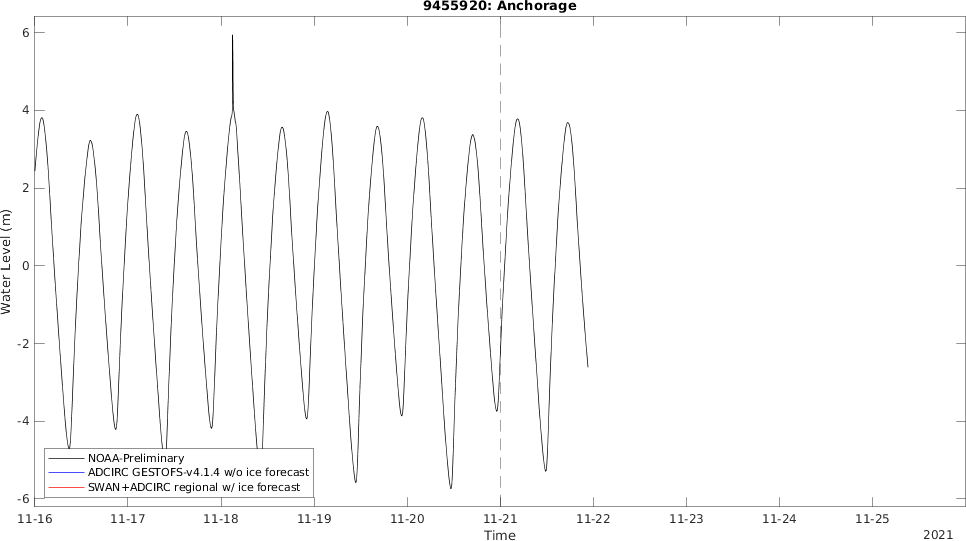 9455920: Anchorage
6
4
2
0
-2
-4
-6
Water Level (m)
NOAA-Preliminary
ADCIRC GESTOFS-v4.1.4 w/o ice forecast
SWAN+ADCIRC regional w/ ice forecast
11-16 11-17 11-18 11-19 11-20 11-21 11-22 11-23 11-24 11-25
Time
2021